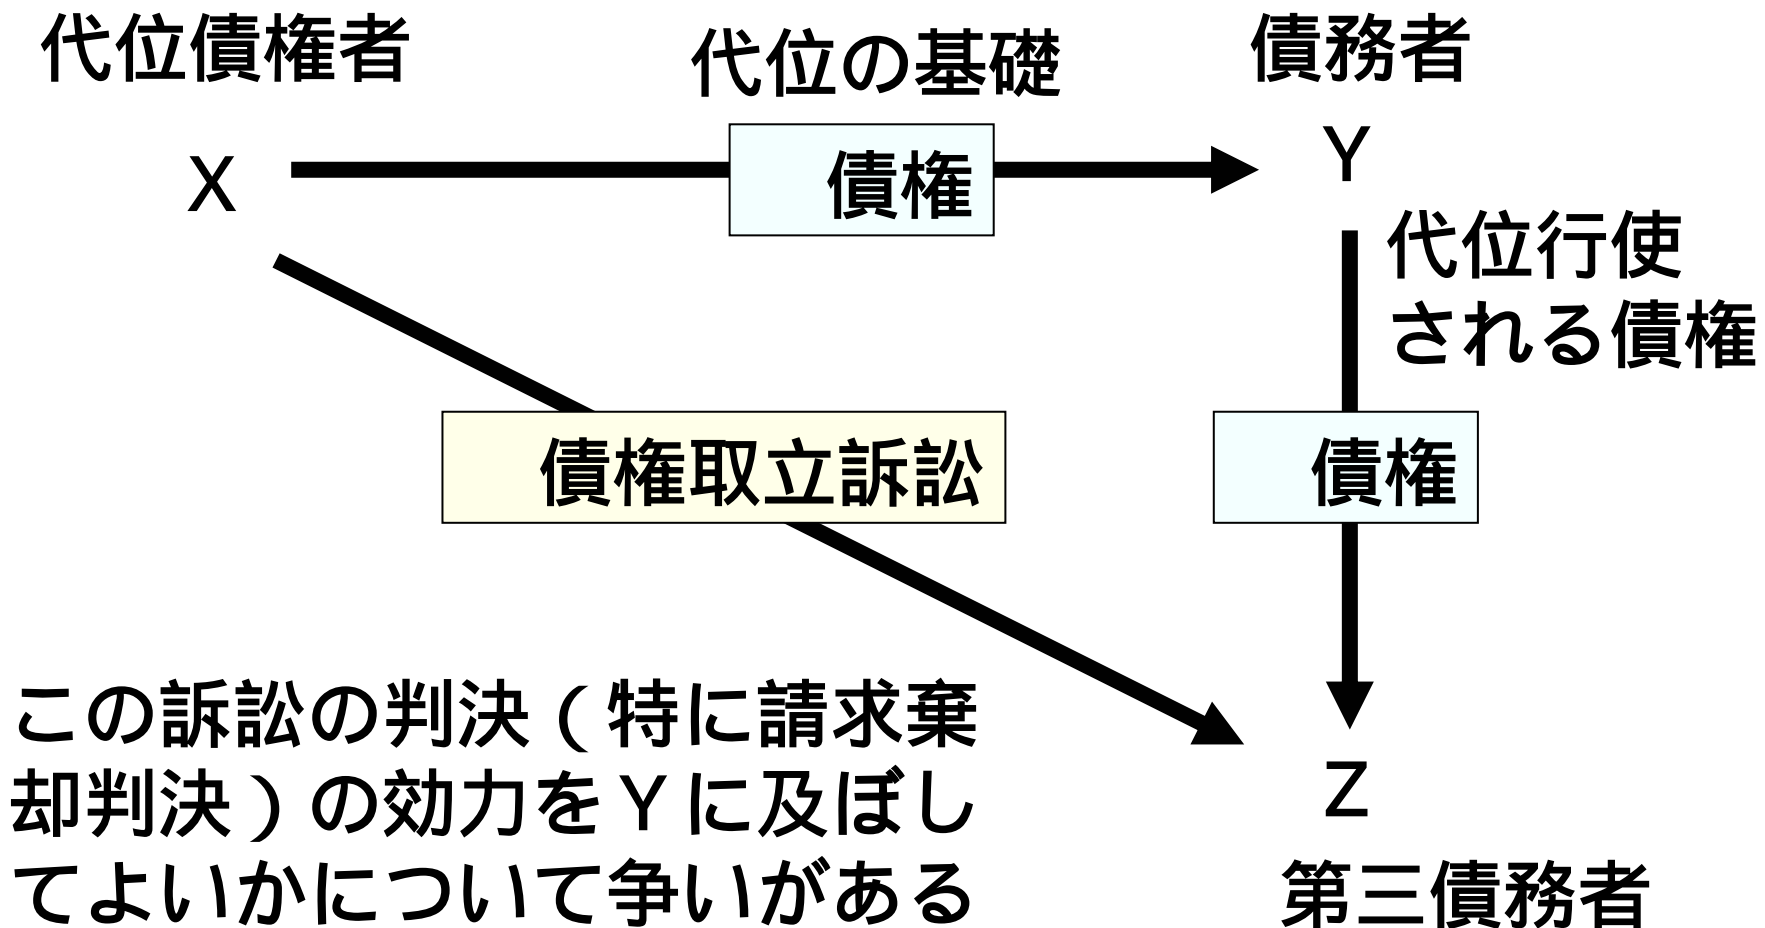 代位債権者
代位の基礎
債務者
X
債権
Y
代位行使
される債権
債権取立訴訟
債権
この訴訟の判決（特に請求棄
却判決）の効力をＹに及ぼし
てよいかについて争いがある
Z
第三債務者